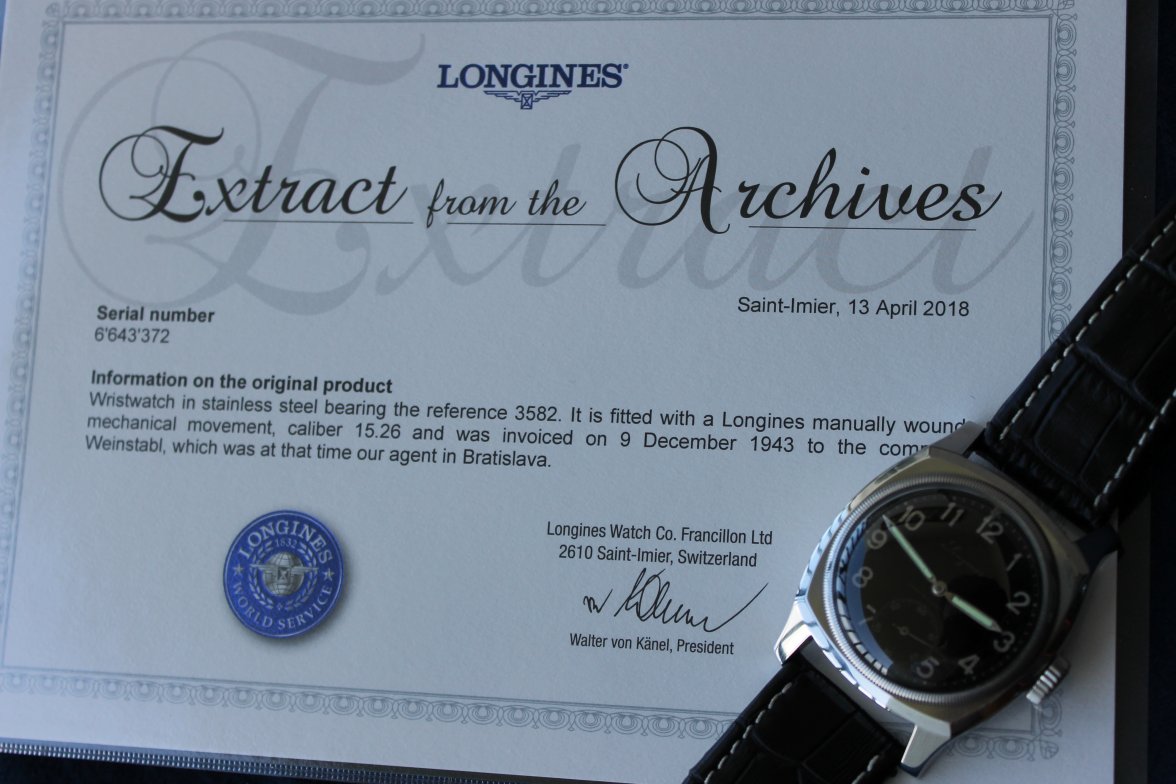 LONGINES®
Extract from the Archives
Saint-Imier, 13 April 2018
Serial number
6'643'372
Information on the original product
Wristwatch in stainless steel bearing the reference 3582. It is fitted with a Longines manually wound
mechanical movement, caliber 15.26 and was invoiced on 9 December 1943 to the
Weinstabl, which was at that time our agent in Bratislava.
LONGINES
1832
WORLD SERVICE
Longines Watch Co. Francillon Ltd
2610 Saint-Imier, Switzerland
Walter von Känel, President
Extract
10 11 12 1 2 3 4 5 7 8 9